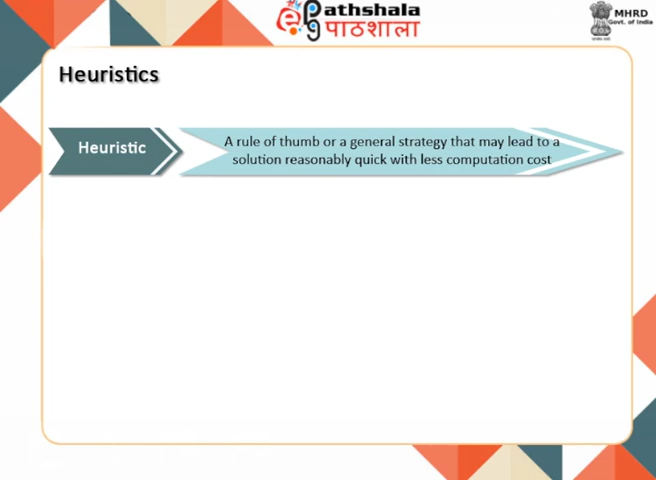 ePathshala
पाठशाला
MHRD
Govt. of India
Heuristics
Heuristic
A rule of thumb or a general strategy that may lead to a
solution reasonably quick with less computation cost